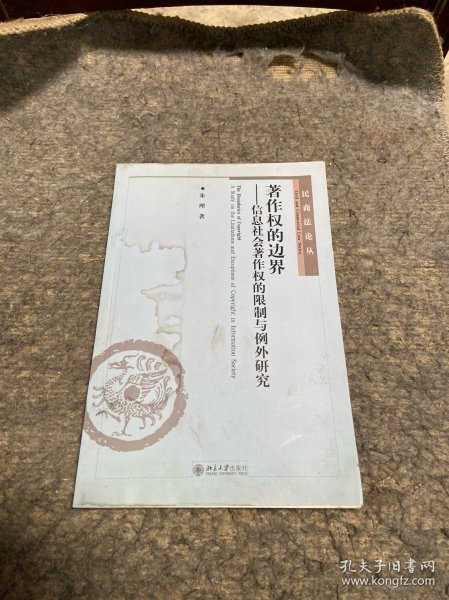 民商法论丛
著作权的边界
——信息社会著作权的限制与例外研究
The Boundaries of Copyright
A Study on the Limitations and Exceptions of Copyright in Information Society
朱理 著
北京大学出版社
PEKING UNIVERSITY PRESS
孔夫子旧书网
www.kongfz.com